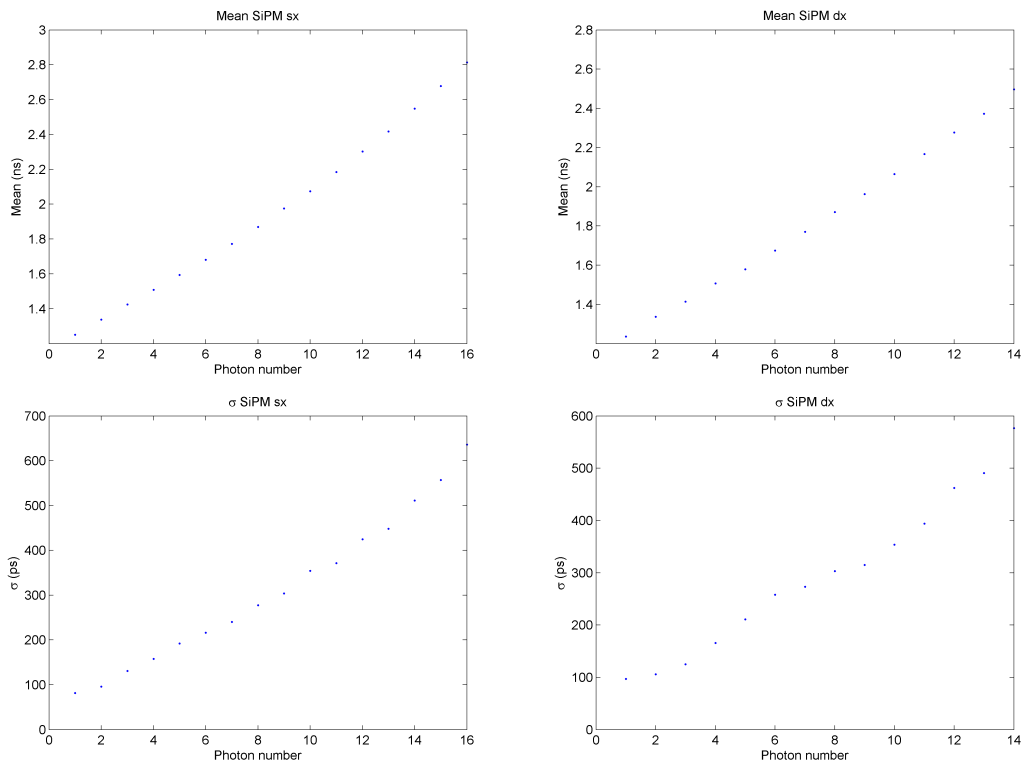 Mean SiPM sx
3
2.8
2.6
2.4
2.2
2
1.8
1.6
1.4
Mean (ns)
0 2 4 6 8 10 12 14 16
Photon number
Mean SiPM dx
2.8
2.6
2.4
2.2
2
1.8
1.6
1.4
Mean (ns)
0 2 4 6 8 10 12 14
Photon number
σ SiPM sx
700
600
500
400
300
200
100
0
σ (ps)
0 2 4 6 8 10 12 14 16
Photon number
σ SiPM dx
600
500
400
300
200
100
0
σ (ps)
0 2 4 6 8 10 12 14
Photon number